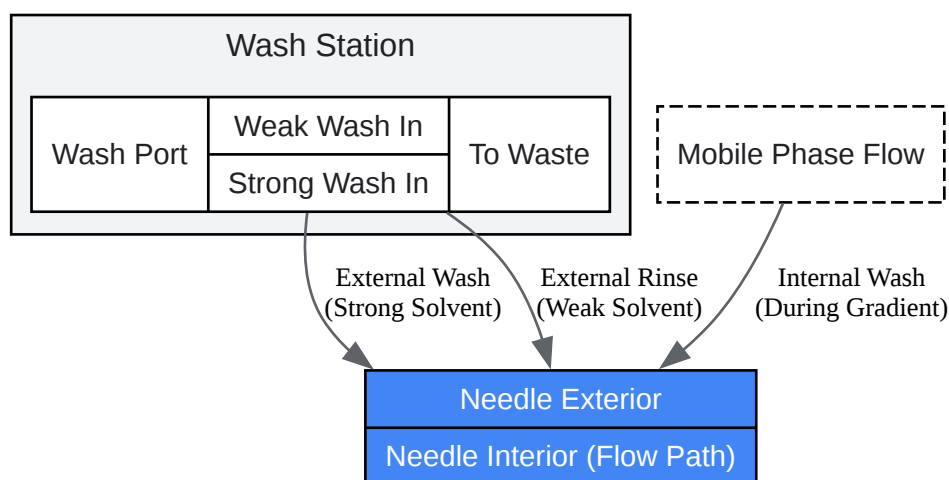 Wash Station
Wash Port
Weak Wash In
Strong Wash In
To Waste
Mobile Phase Flow
External Wash
(Strong Solvent)
External Rinse
(Weak Solvent)
Internal Wash
(During Gradient)
Needle Exterior
Needle Interior (Flow Path)